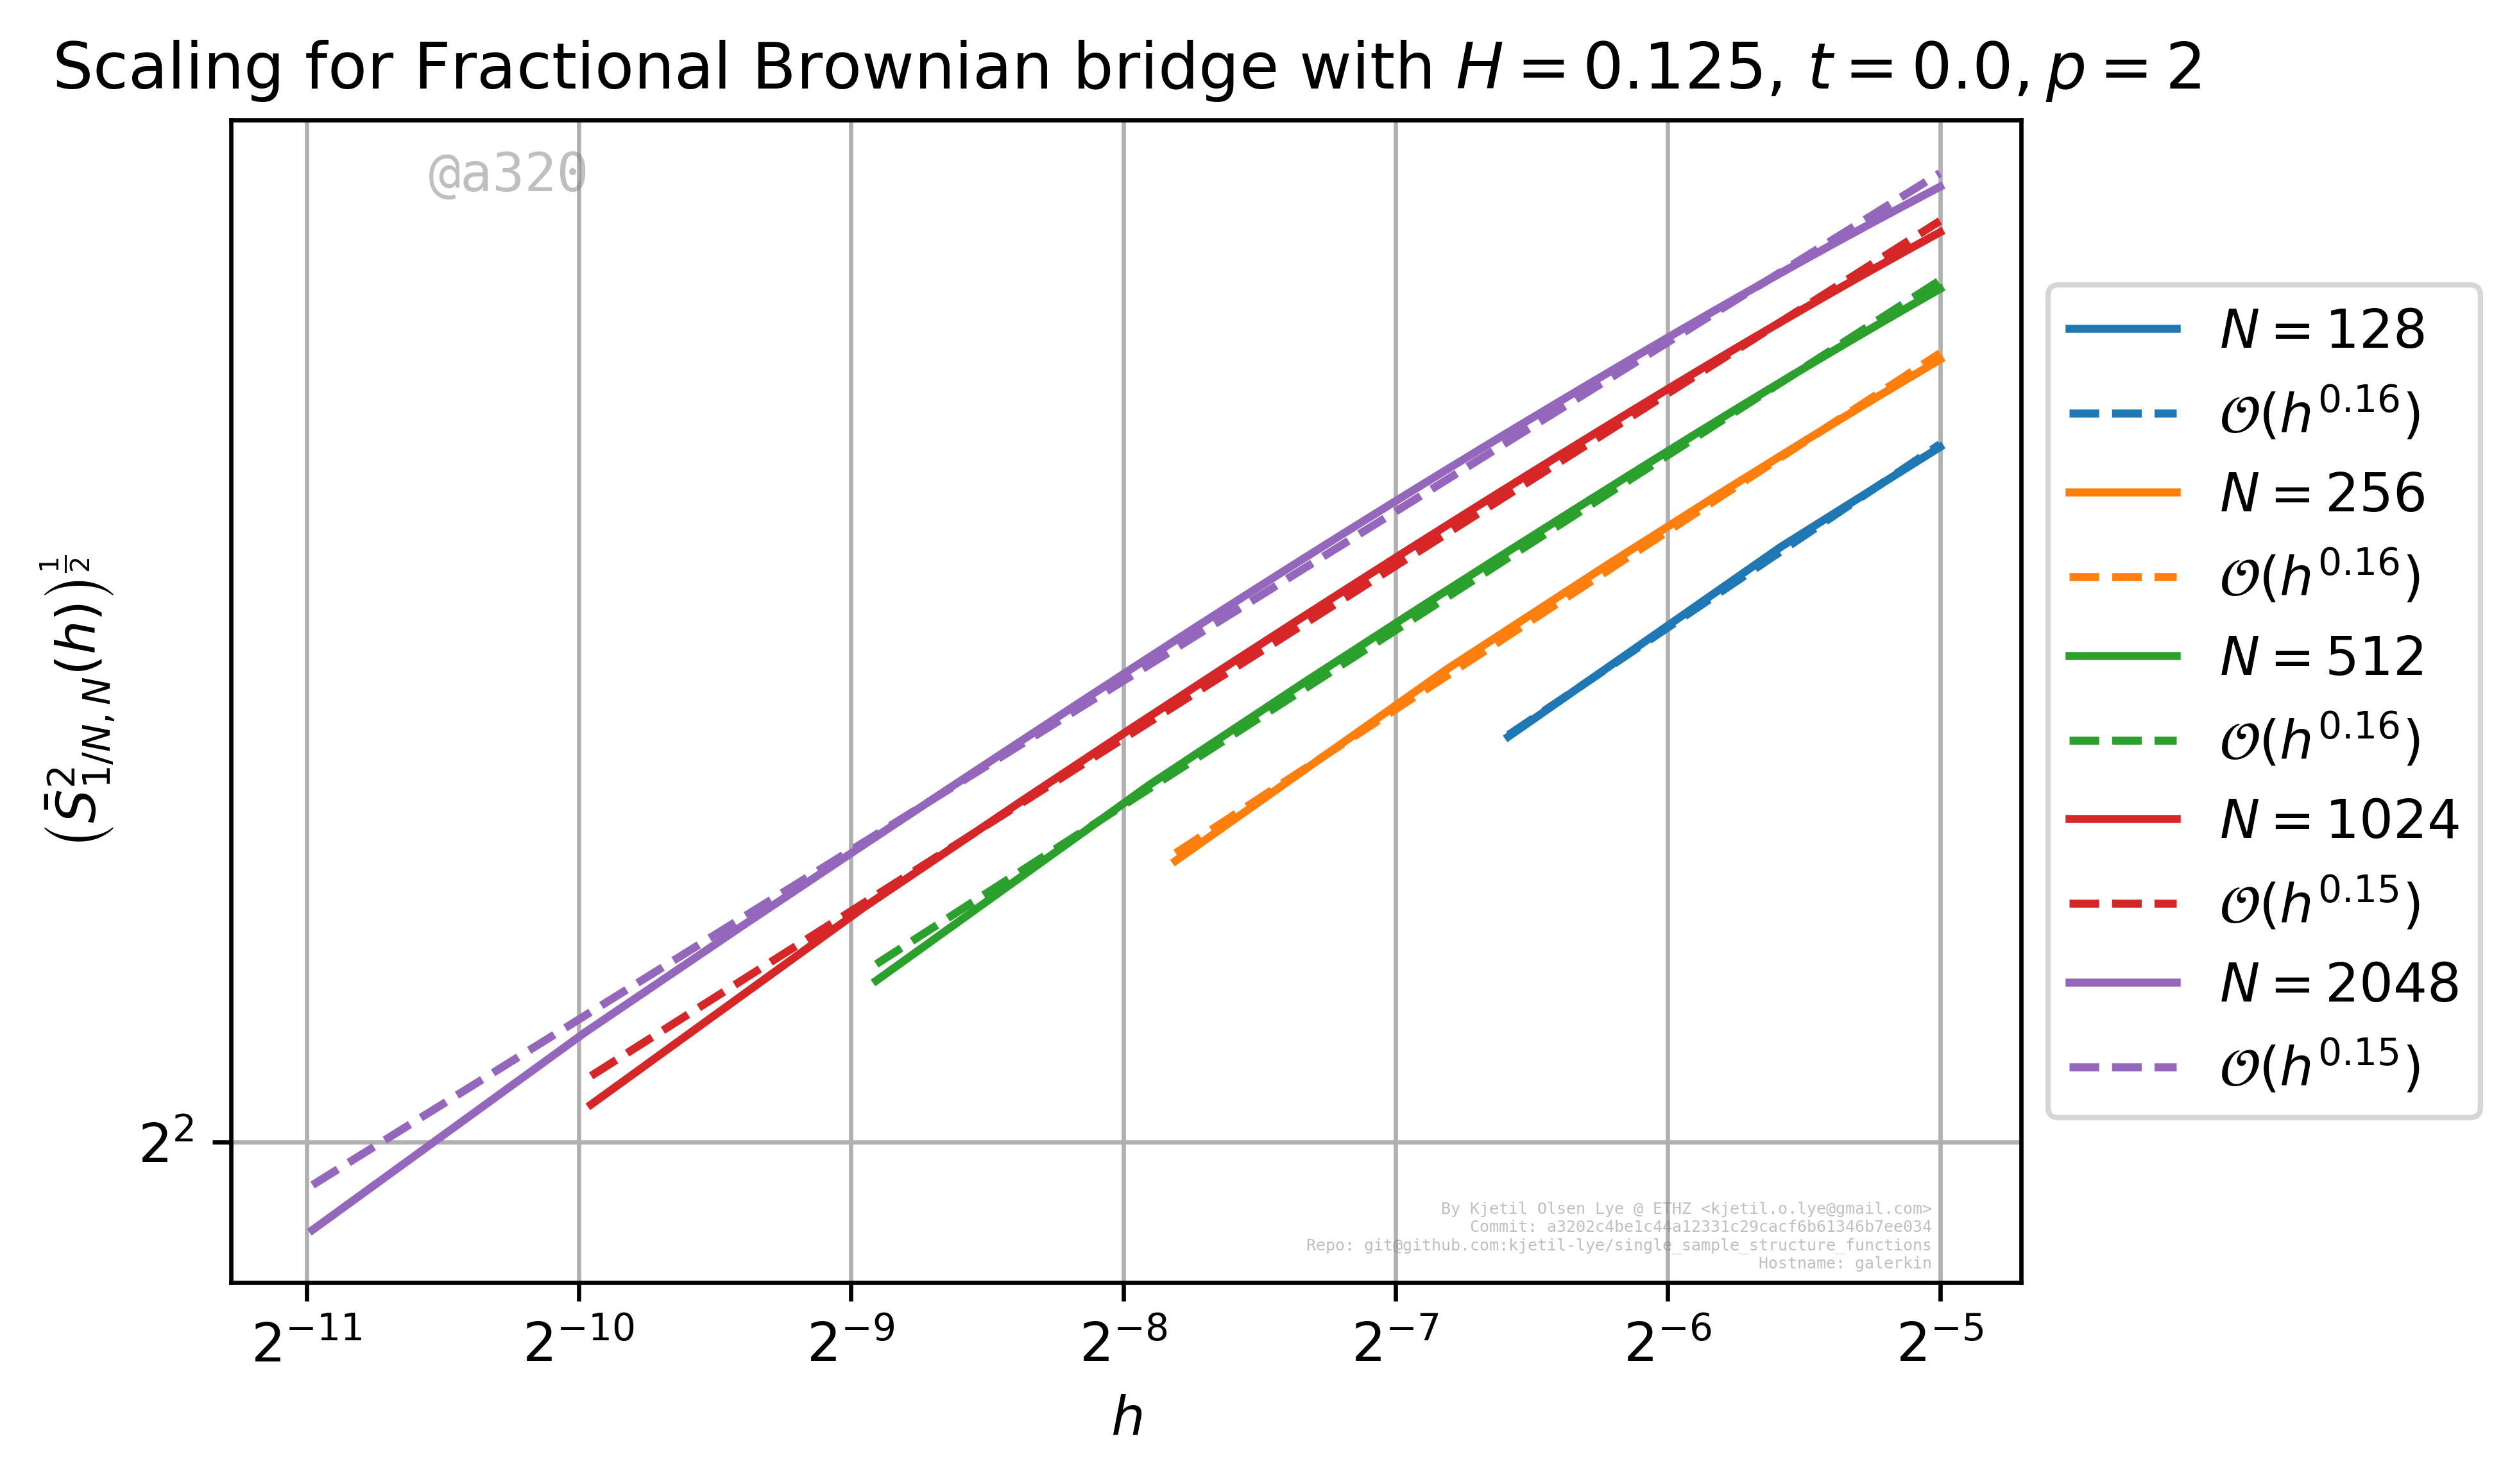 Scaling for Fractional Brownian bridge with H = 0.125, t = 0.0, p = 2
@a320
(S̄²₁/N,N(h))^½
2²
2⁻¹¹ 2⁻¹⁰ 2⁻⁹ 2⁻⁸ 2⁻⁷ 2⁻⁶ 2⁻⁵
h
N = 128
𝒪(h^0.16)
N = 256
𝒪(h^0.16)
N = 512
𝒪(h^0.16)
N = 1024
𝒪(h^0.15)
N = 2048
𝒪(h^0.15)
By Kjetil Olsen Lye @ ETHZ <kjetil.o.lye@gmail.com>
Commit: a3202c4be1c44a12331c29cacf6b61346b7ee034
Repo: git@github.com:kjetil-lye/single_sample_structure_functions
Hostname: galerkin